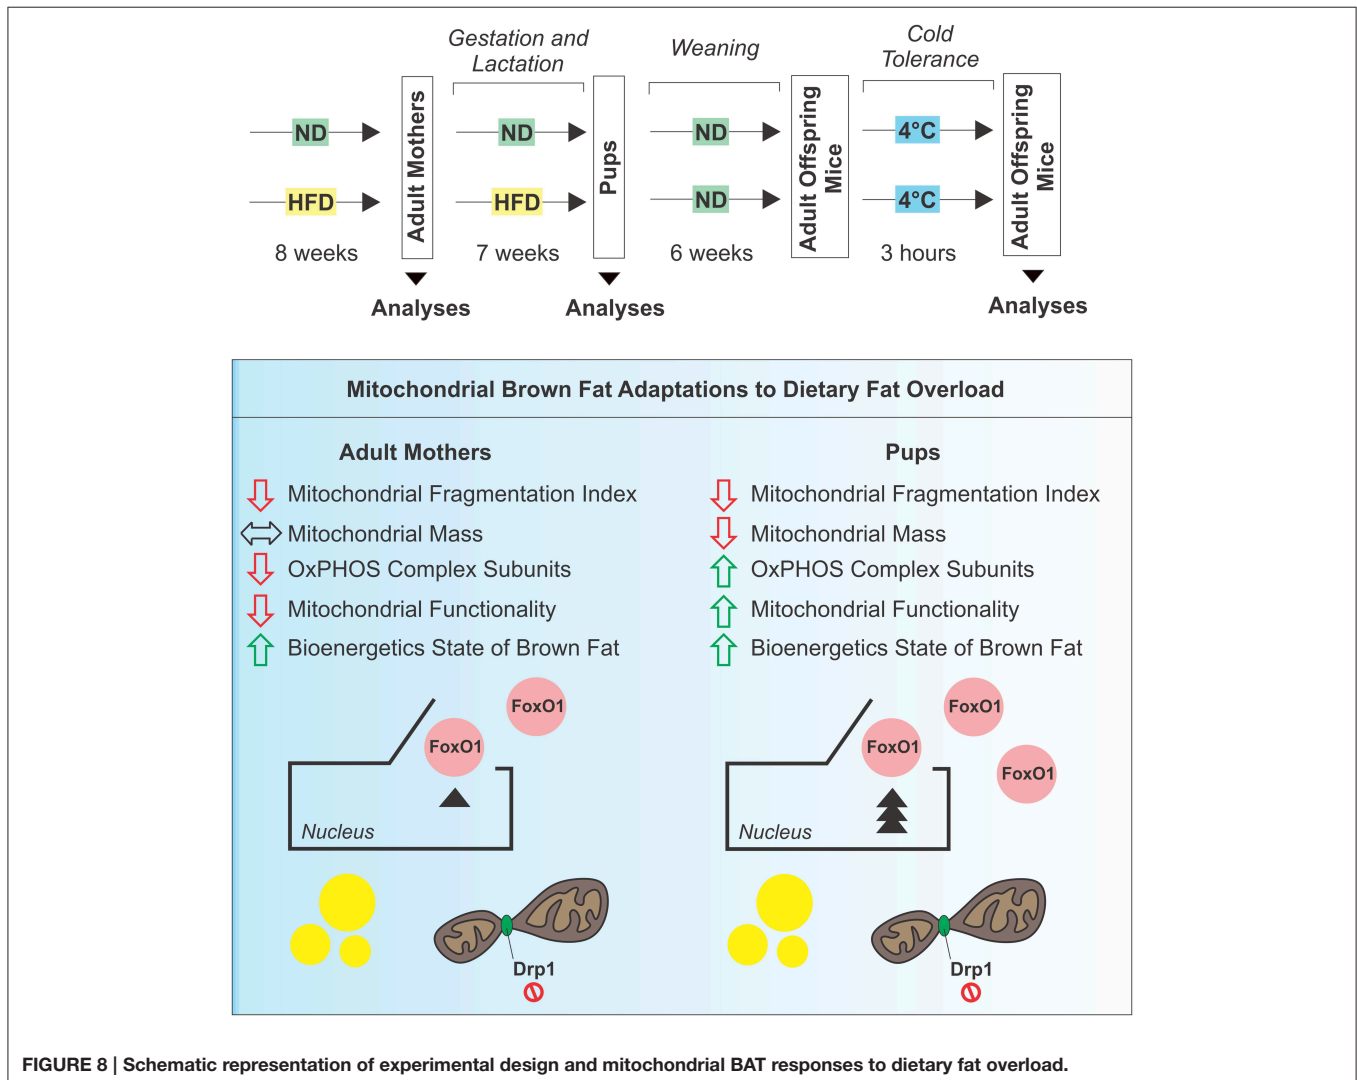 Gestation and
Lactation
Weaning
Cold
Tolerance
ND
HFD
8 weeks
Adult Mothers
Analyses
ND
HFD
7 weeks
Pups
Analyses
ND
ND
6 weeks
Adult Offspring
Mice
4°C
4°C
3 hours
Adult Offspring
Mice
Analyses
Mitochondrial Brown Fat Adaptations to Dietary Fat Overload
Adult Mothers
Mitochondrial Fragmentation Index
Mitochondrial Mass
OxPHOS Complex Subunits
Mitochondrial Functionality
Bioenergetics State of Brown Fat
FoxO1
FoxO1
Nucleus
Drp1
Pups
Mitochondrial Fragmentation Index
Mitochondrial Mass
OxPHOS Complex Subunits
Mitochondrial Functionality
Bioenergetics State of Brown Fat
FoxO1
FoxO1
FoxO1
Nucleus
Drp1
FIGURE 8 | Schematic representation of experimental design and mitochondrial BAT responses to dietary fat overload.